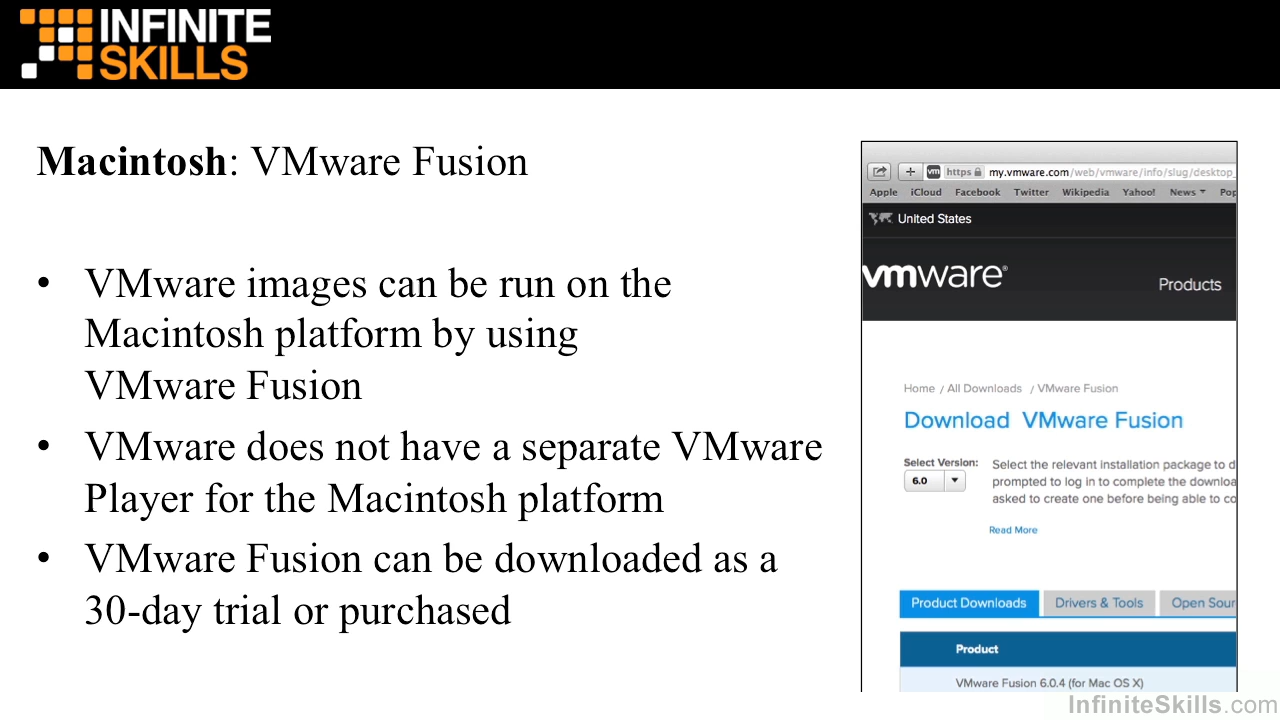 INFINITE
SKILLS
Macintosh: VMware Fusion
• VMware images can be run on the
Macintosh platform by using
VMware Fusion
• VMware does not have a separate VMware
Player for the Macintosh platform
• VMware Fusion can be downloaded as a
30-day trial or purchased
+ vm https my.vmware.com/web/vmware/info/slug/desktop_
Apple iCloud Facebook Twitter Wikipedia Yahoo! News Pop
United States
vmware®
Products
Home / All Downloads / VMware Fusion
Download VMware Fusion
Select Version:
6.0
Select the relevant installation package to d
prompted to log in to complete the downloa
asked to create one before being able to co
Read More
Product Downloads Drivers & Tools Open Sour
Product
VMware Fusion 6.0.4 (for Mac OS X)
InfiniteSkills.com